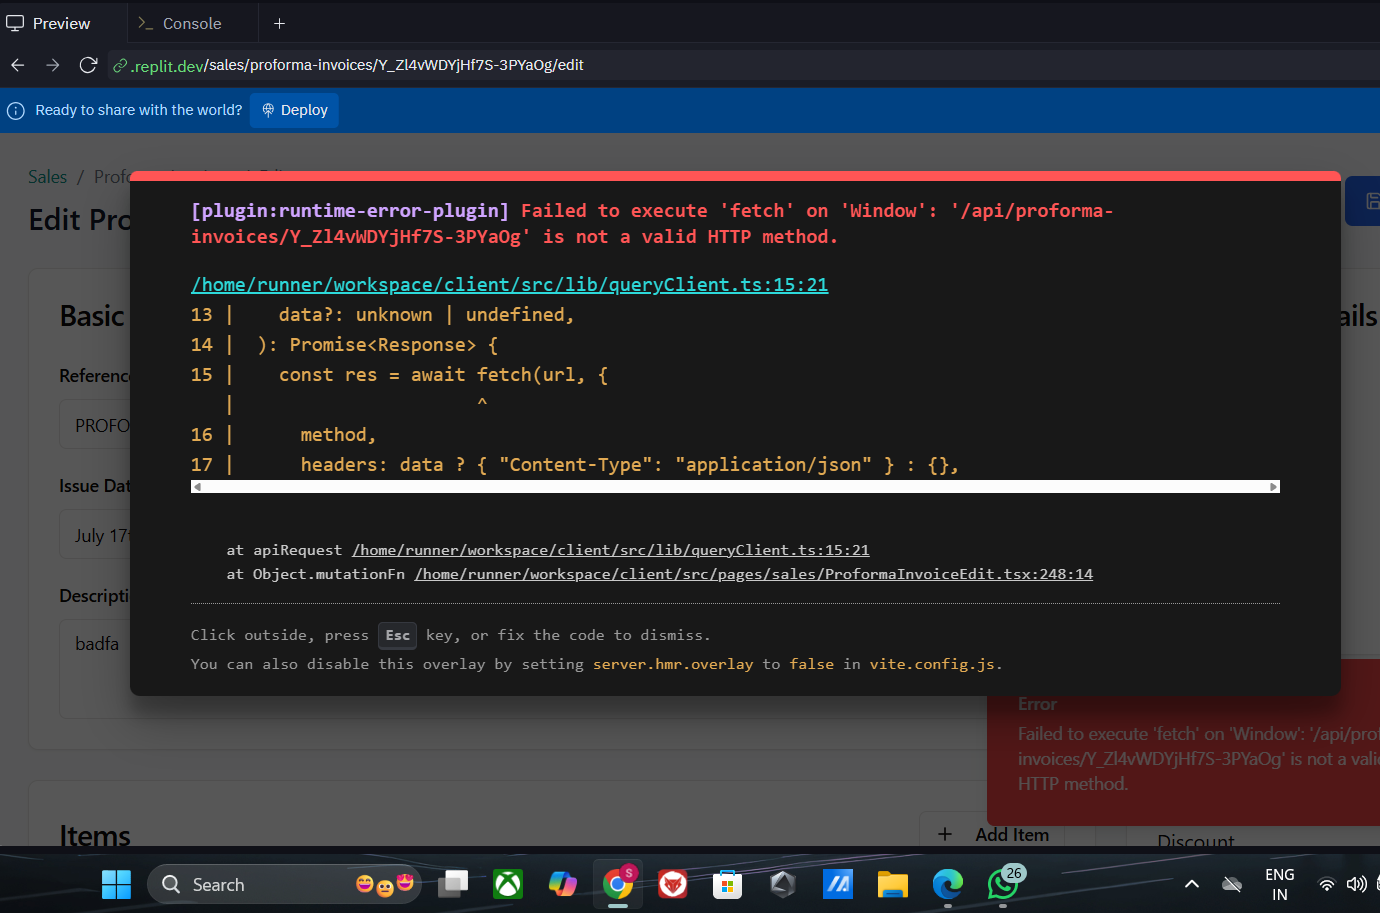 Preview
Console
.replit.dev/sales/proforma-invoices/Y_Zl4vWDYjHf7S-3PYaOg/edit
Ready to share with the world? Deploy
Sales / Profo
Edit Pro
[plugin:runtime-error-plugin] Failed to execute 'fetch' on 'Window': '/api/proforma-
invoices/Y_Zl4vWDYjHf7S-3PYaOg' is not a valid HTTP method.
/home/runner/workspace/client/src/lib/queryClient.ts:15:21
13 | data?: unknown | undefined,
14 | ): Promise<Response> {
15 | const res = await fetch(url, {
| ^
16 | method,
17 | headers: data ? { "Content-Type": "application/json" } : {},
at apiRequest /home/runner/workspace/client/src/lib/queryClient.ts:15:21
at Object.mutationFn /home/runner/workspace/client/src/pages/sales/ProformaInvoiceEdit.tsx:248:14
Click outside, press Esc key, or fix the code to dismiss.
You can also disable this overlay by setting server.hmr.overlay to false in vite.config.js.
Basic
ails
Reference
PROFO
Issue Dat
July 17t
Descripti
badfa
Error
Failed to execute 'fetch' on 'Window': '/api/prof
invoices/Y_Zl4vWDYjHf7S-3PYaOg' is not a vali
HTTP method.
Items
+ Add Item
Discount
Search
S
26
ENG
IN